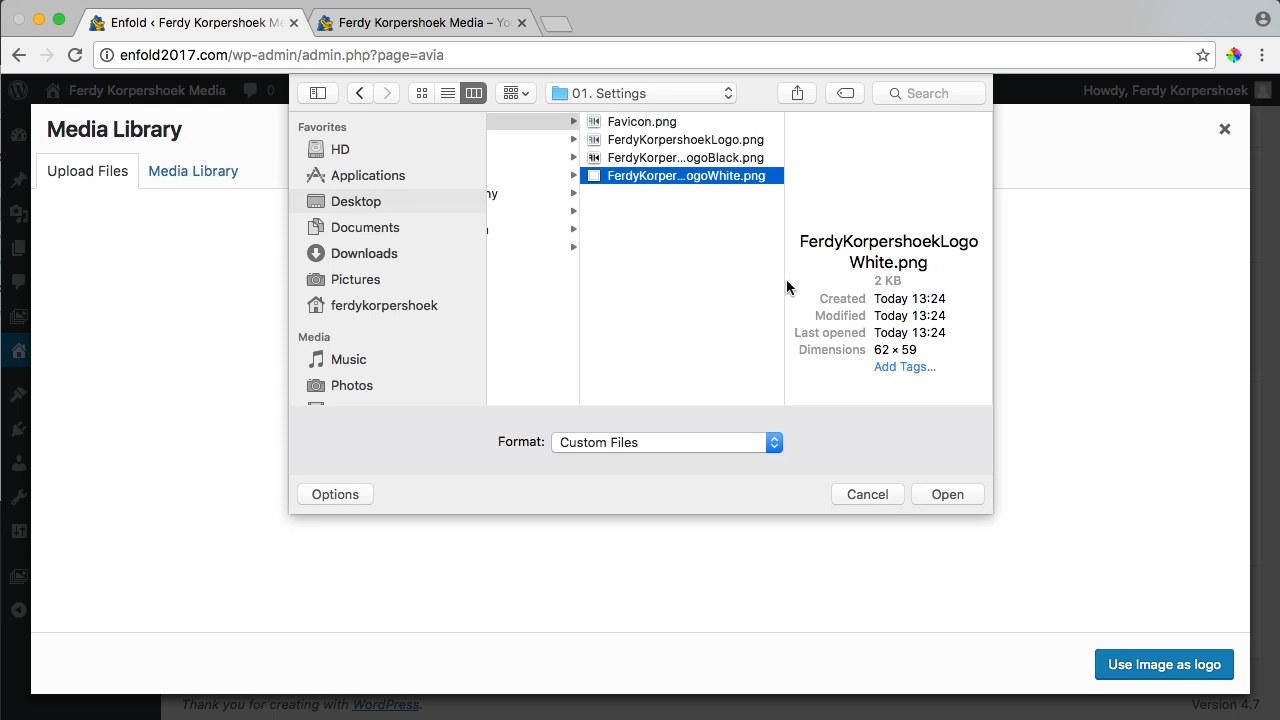 Enfold ‹ Ferdy Korpershoek Me
Ferdy Korpershoek Media – Yo
enfold2017.com/wp-admin/admin.php?page=avia
Ferdy Korpershoek Media
0
Howdy, Ferdy Korpershoek
01. Settings
Search
Media Library
Upload Files
Media Library
Favorites
HD
Applications
Desktop
Documents
Downloads
Pictures
ferdykorpershoek
Media
Music
Photos
ny
Favicon.png
FerdyKorpershoekLogo.png
FerdyKorper...ogoBlack.png
FerdyKorper...ogoWhite.png
FerdyKorpershoekLogo
White.png
2 KB
Created Today 13:24
Modified Today 13:24
Last opened Today 13:24
Dimensions 62 × 59
Add Tags...
Format: Custom Files
Options
Cancel
Open
Use Image as logo
Thank you for creating with WordPress.
Version 4.7